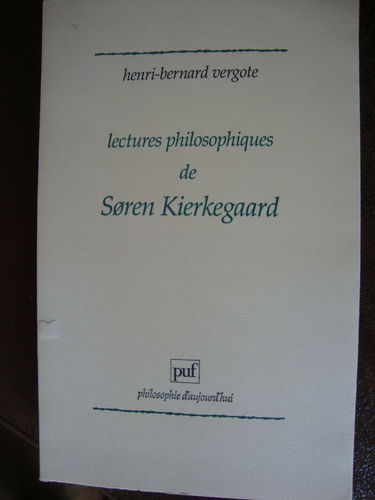 henri-bernard vergote
lectures philosophiques
de
Søren Kierkegaard
puf
philosophie d'aujourd'hui